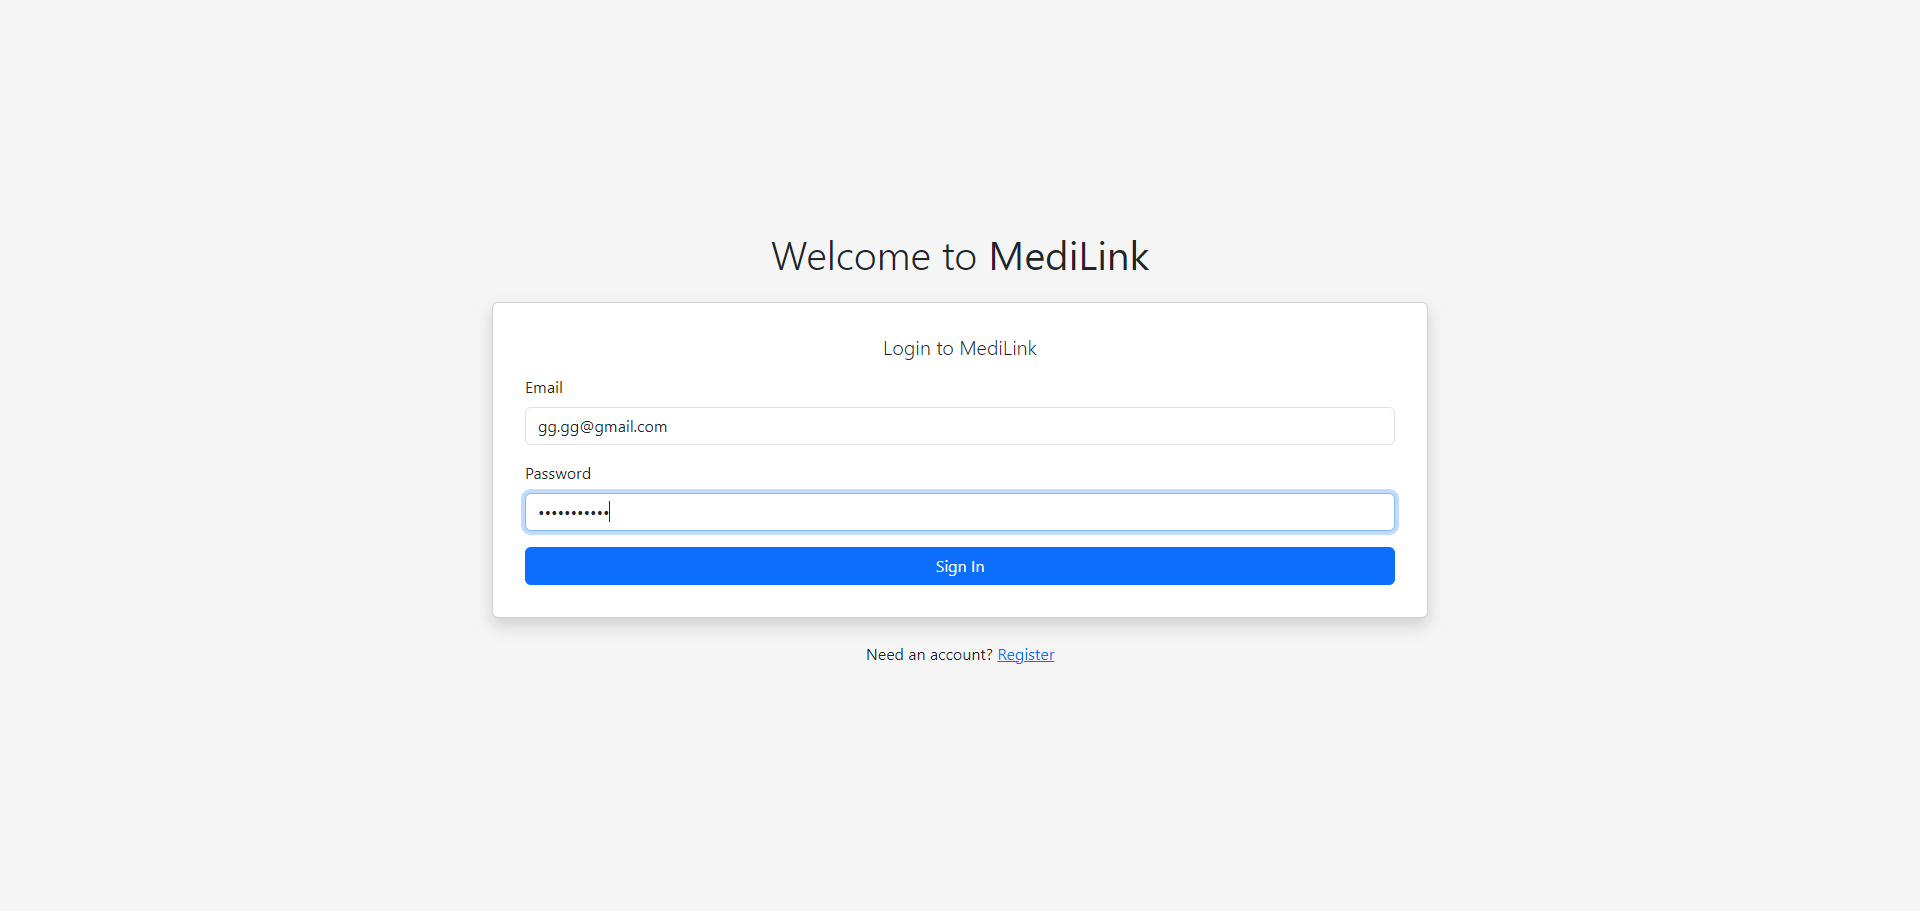 Welcome to MediLink
Login to MediLink
Email
gg.gg@gmail.com
Password
•••••••••••
Sign In
Need an account? Register